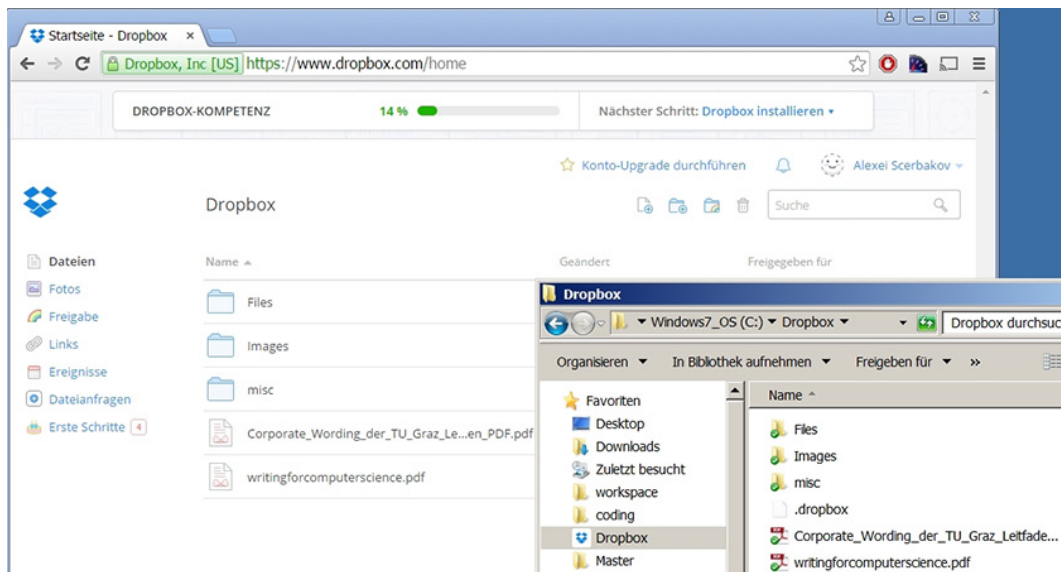 Startseite - Dropbox
Dropbox, Inc [US] https://www.dropbox.com/home
DROPBOX-KOMPETENZ 14 % Nächster Schritt: Dropbox installieren
Konto-Upgrade durchführen Alexei Scerbakov
Dropbox Suche
Dateien Name Geändert Freigegeben für
Fotos
Freigabe
Links
Ereignisse
Dateianfragen
Erste Schritte 4
Files
Images
misc
Corporate_Wording_der_TU_Graz_Le...en_PDF.pdf
writingforcomputerscience.pdf
Dropbox
Windows7_OS (C:) Dropbox Dropbox durchsuc
Organisieren In Bibliothek aufnehmen Freigeben für »
Favoriten
Desktop
Downloads
Zuletzt besucht
workspace
coding
Dropbox
Master
Name
Files
Images
misc
.dropbox
Corporate_Wording_der_TU_Graz_Leitfade...
writingforcomputerscience.pdf